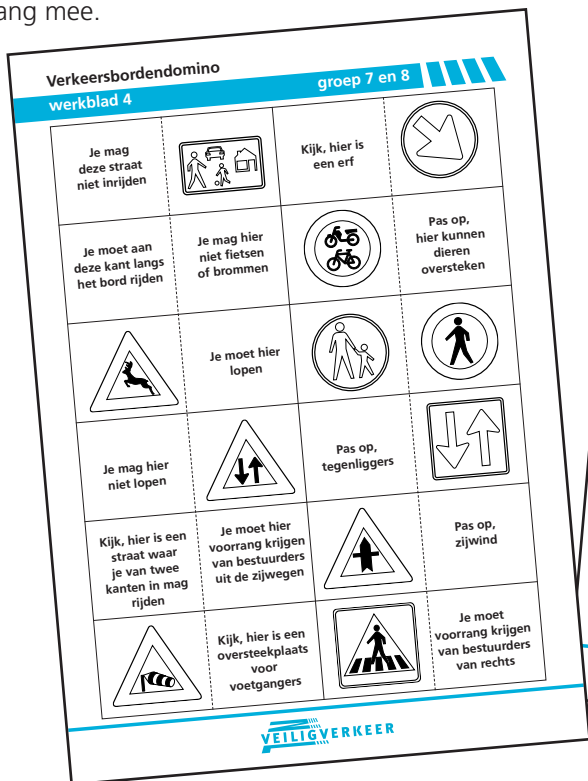 ang mee.
Verkeersbordendomino
werkblad 4
groep 7 en 8
Je mag
deze straat
niet inrijden
Kijk, hier is
een erf
Je moet aan
deze kant langs
het bord rijden
Je mag hier
niet fietsen
of brommen
Pas op,
hier kunnen
dieren
oversteken
Je moet hier
lopen
Je mag hier
niet lopen
Pas op,
tegenliggers
Kijk, hier is een
straat waar
je van twee
kanten in mag
rijden
Je moet hier
voorrang krijgen
van bestuurders
uit de zijwegen
Pas op,
zijwind
Kijk, hier is een
oversteekplaats
voor
voetgangers
Je moet
voorrang krijgen
van bestuurders
van rechts
VEILIGVERKEER